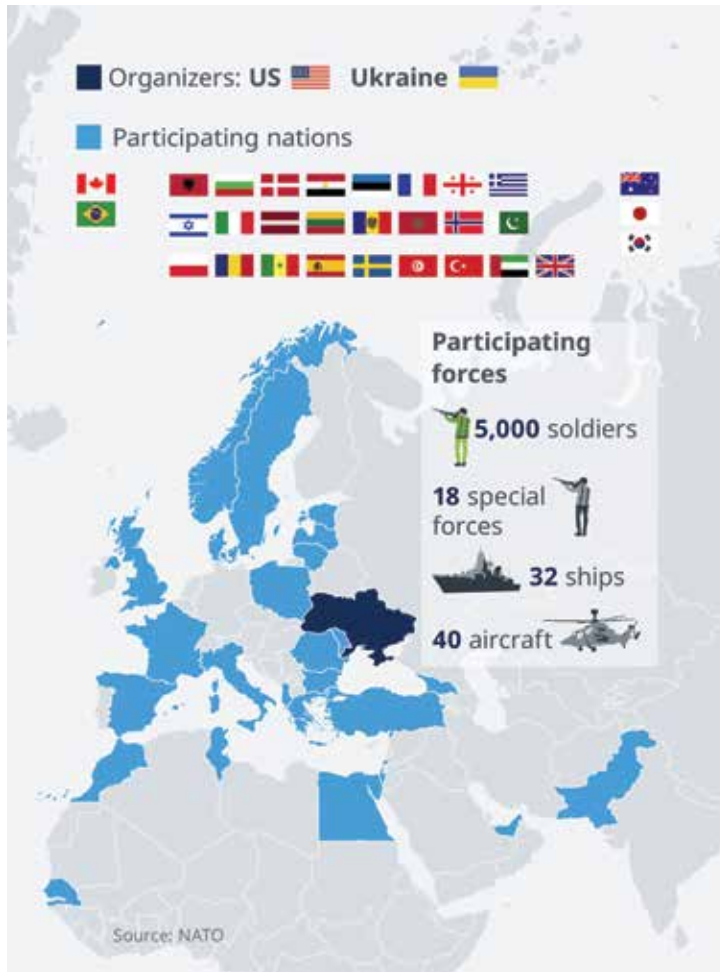 Organizers: US Ukraine
Participating nations
Participating
forces
5,000 soldiers
18 special
forces
32 ships
40 aircraft
Source: NATO